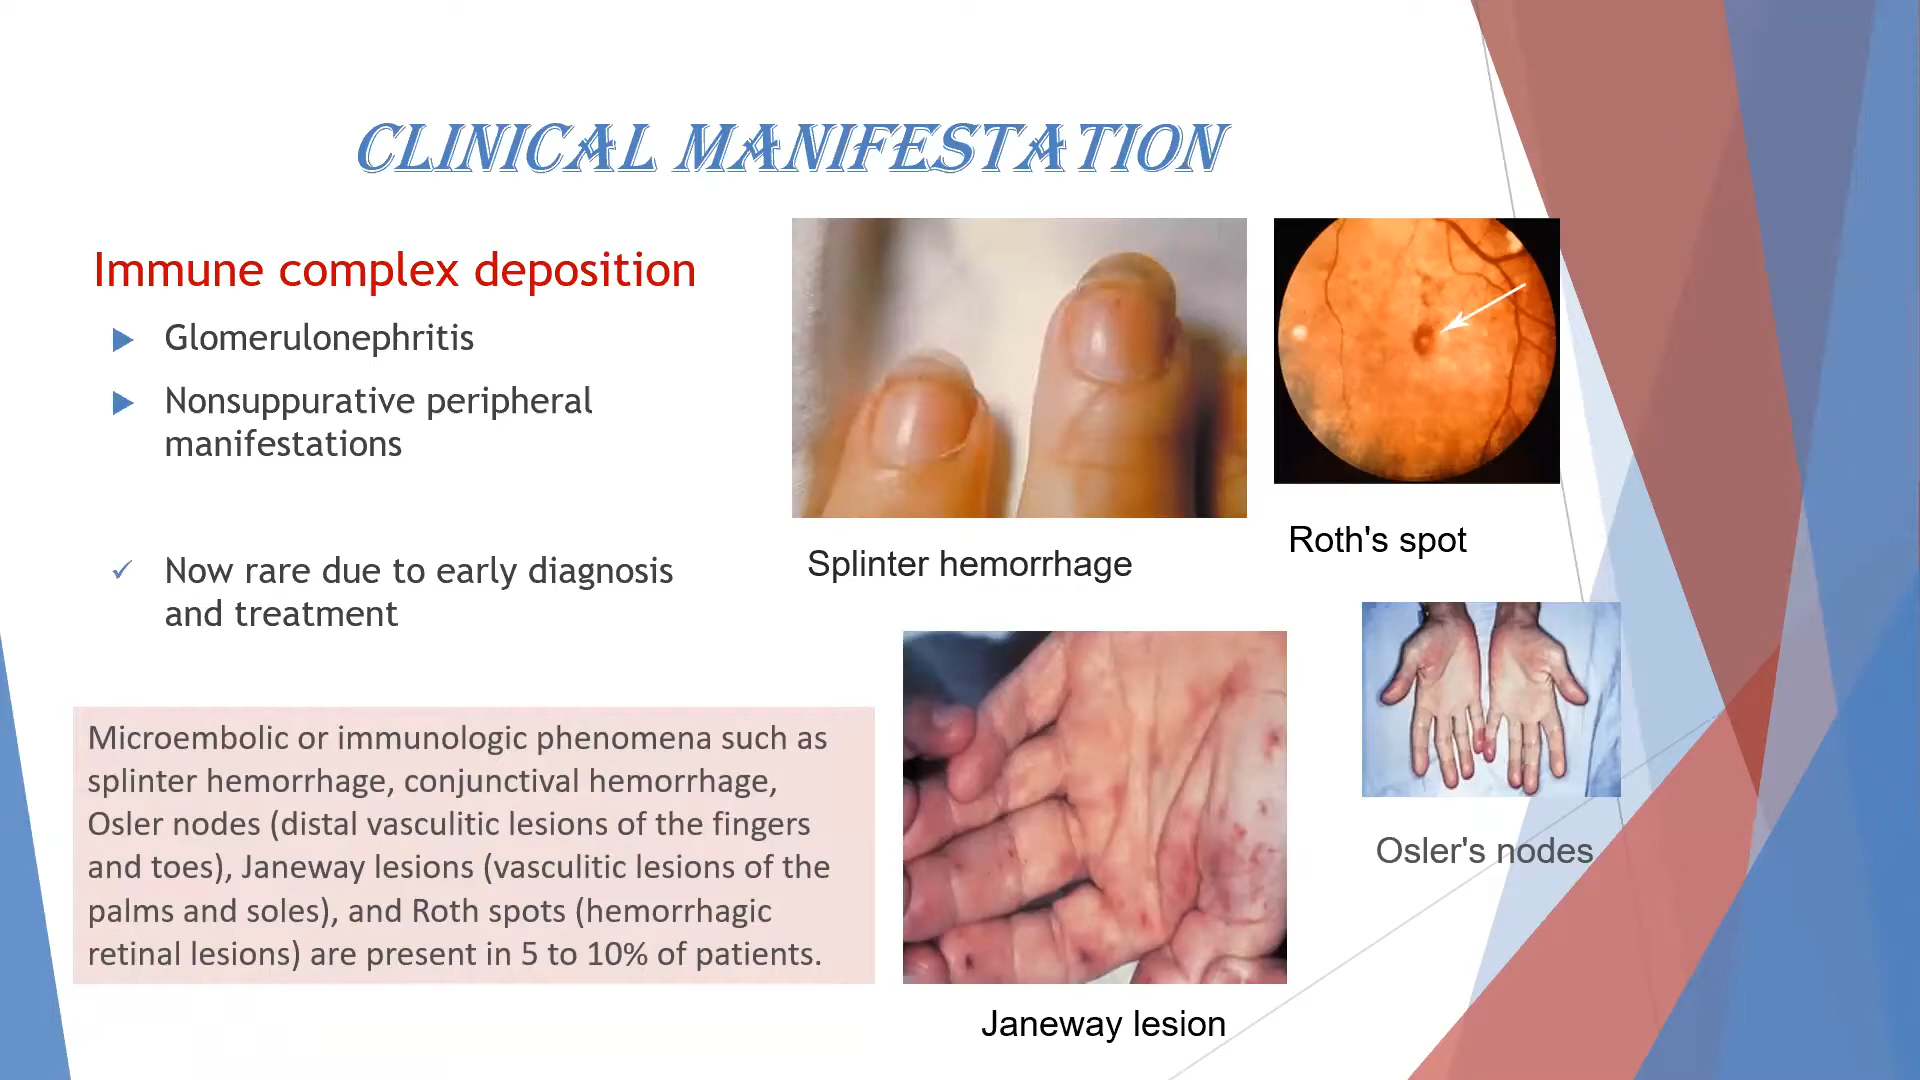 CLINICAL MANIFESTATION
Immune complex deposition
Glomerulonephritis
Nonsuppurative peripheral
manifestations
Now rare due to early diagnosis
and treatment
Microembolic or immunologic phenomena such as
splinter hemorrhage, conjunctival hemorrhage,
Osler nodes (distal vasculitic lesions of the fingers
and toes), Janeway lesions (vasculitic lesions of the
palms and soles), and Roth spots (hemorrhagic
retinal lesions) are present in 5 to 10% of patients.
Splinter hemorrhage
Roth's spot
Osler's nodes
Janeway lesion